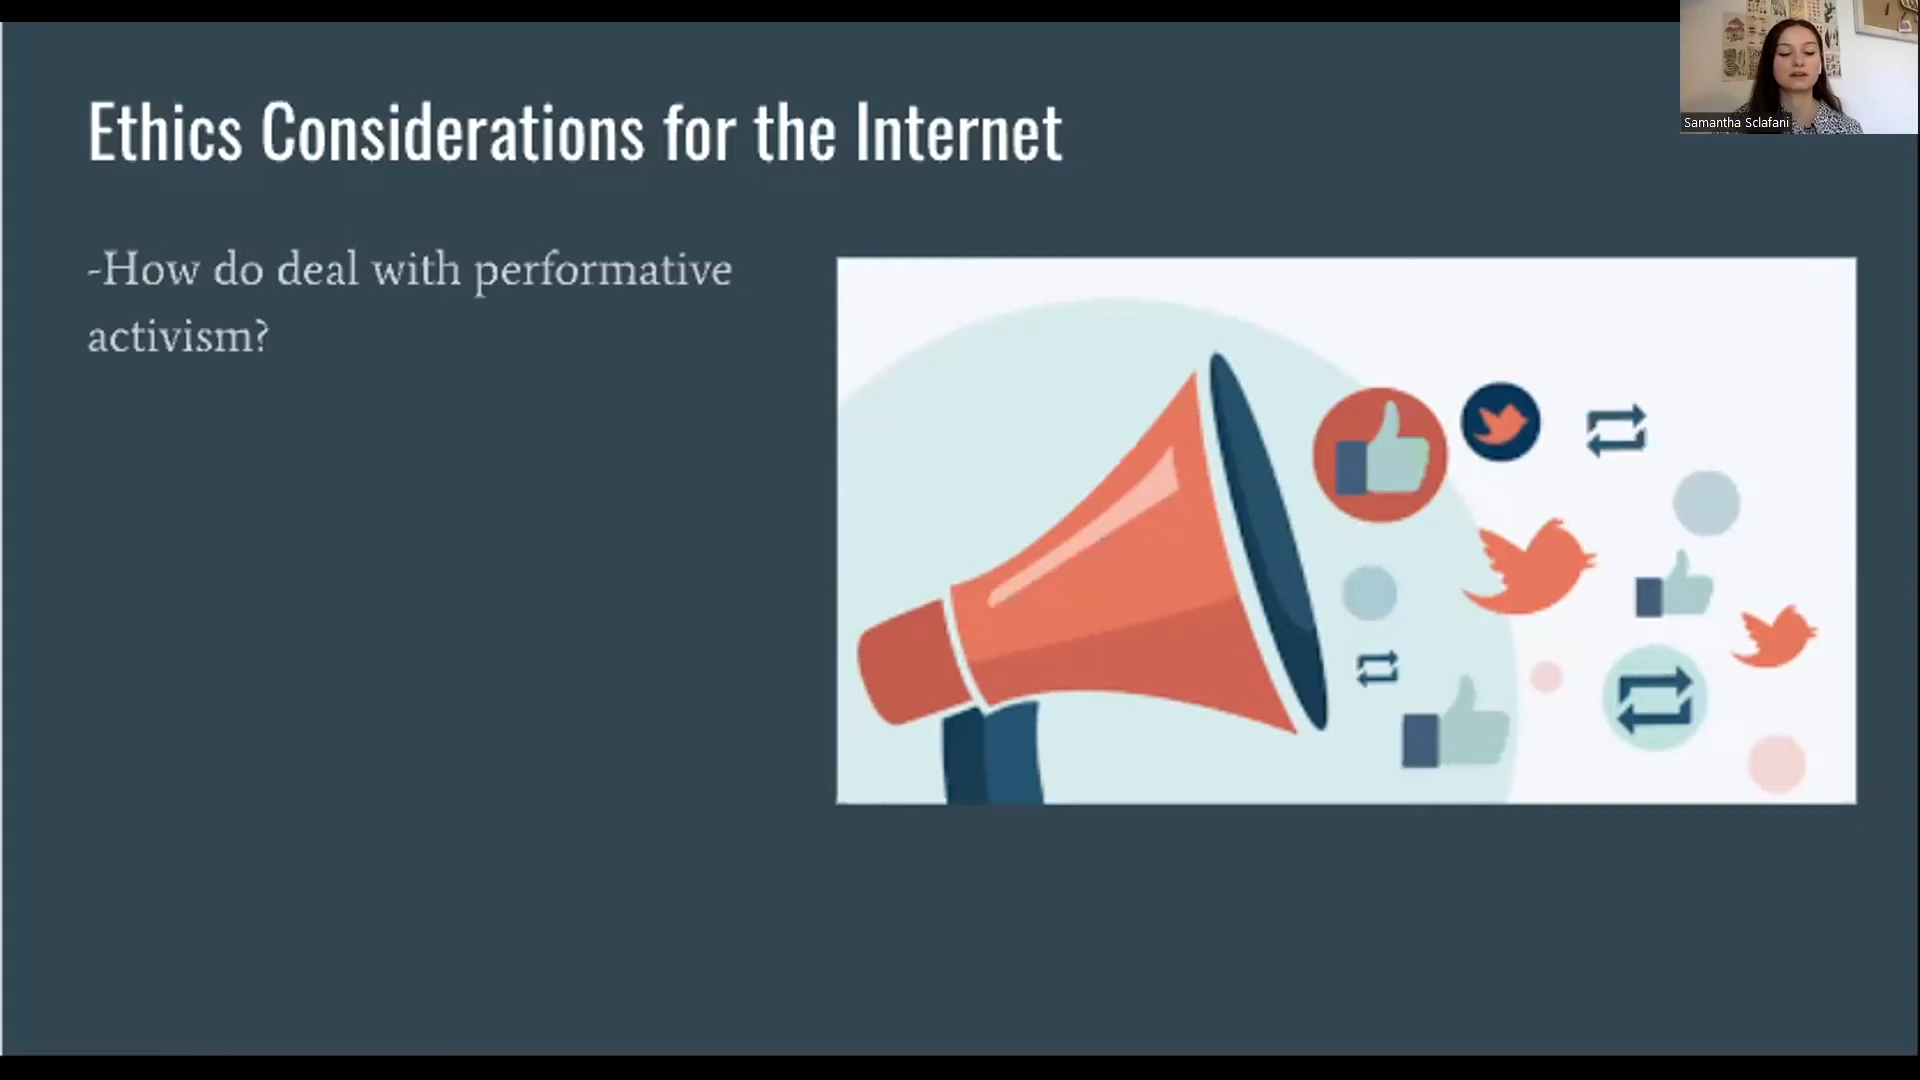 Ethics Considerations for the Internet
-How do deal with performative
activism?
Samantha Sclafani